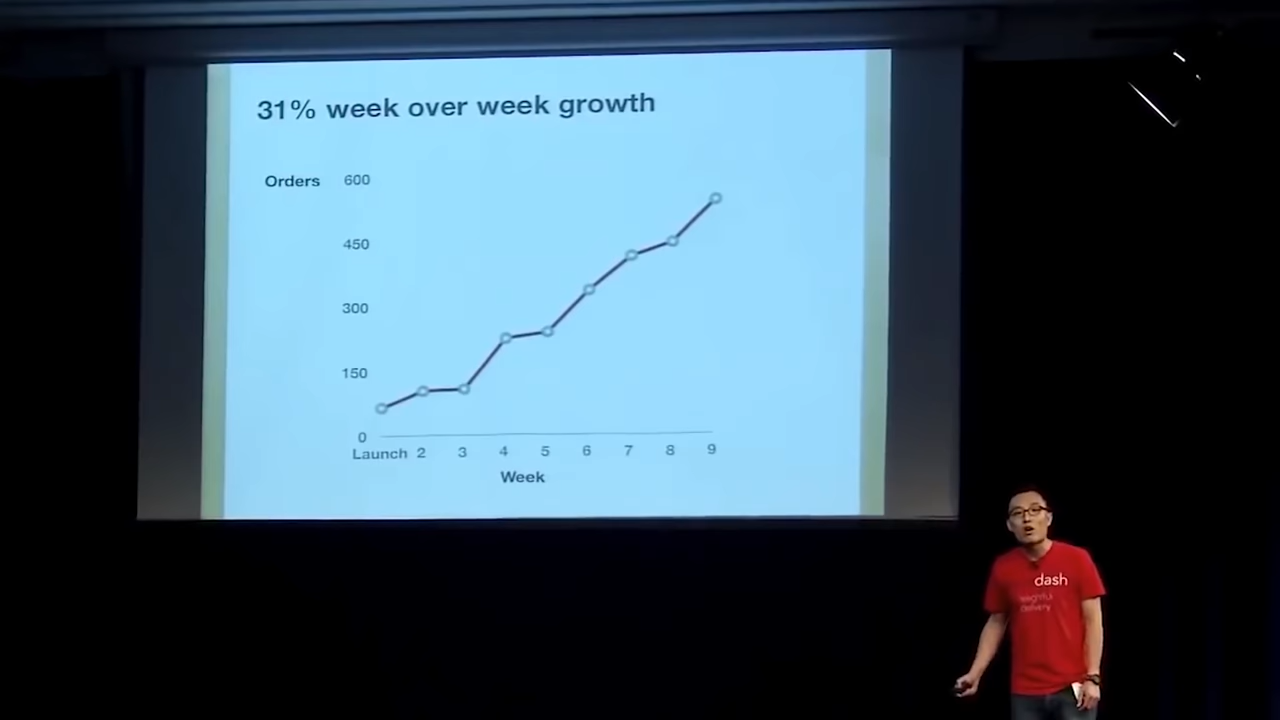 31% week over week growth
Orders 600
450
300
150
0
Launch 2 3 4 5 6 7 8 9
Week
dash
delivery